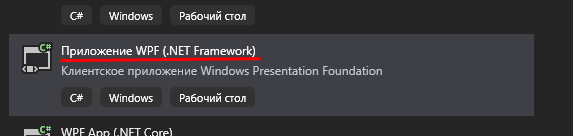 C# Windows Рабочий стол
C#
Приложение WPF (.NET Framework)
Клиентское приложение Windows Presentation Foundation
C# Windows Рабочий стол
C#
WPF App (.NET Core)